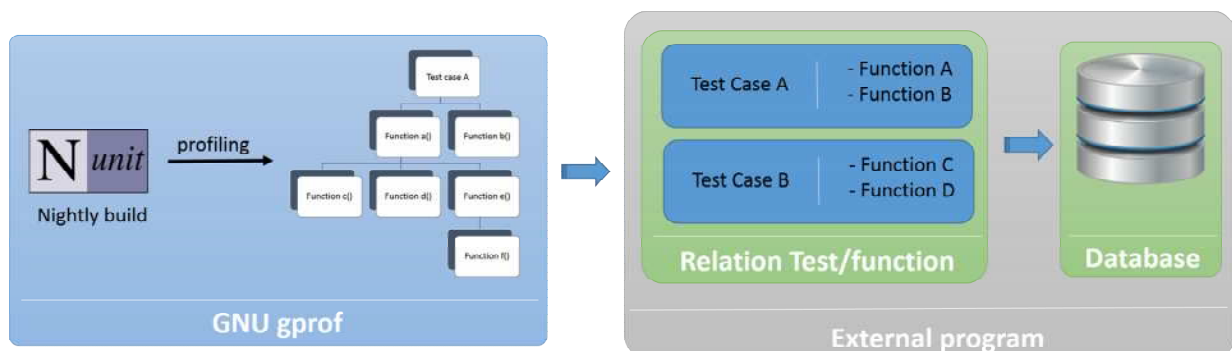 N unit
Nightly build
profiling
Test case A
Function a()
Function b()
Function c()
Function d()
Function e()
Function f()
GNU gprof
Test Case A
- Function A
- Function B
Test Case B
- Function C
- Function D
Relation Test/function
Database
External program